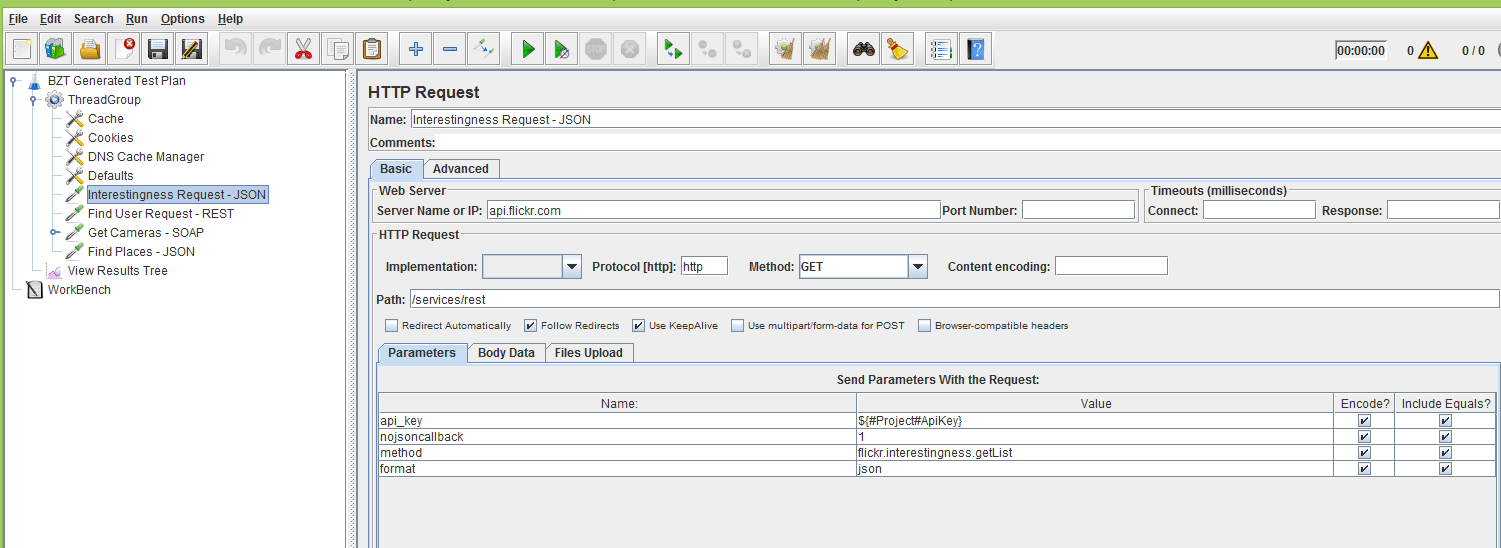 File Edit Search Run Options Help
00:00:00 0 0 / 0
BZT Generated Test Plan
ThreadGroup
Cache
Cookies
DNS Cache Manager
Defaults
Interestingness Request - JSON
Find User Request - REST
Get Cameras - SOAP
Find Places - JSON
View Results Tree
WorkBench
HTTP Request
Name: Interestingness Request - JSON
Comments:
Basic Advanced
Web Server Timeouts (milliseconds)
Server Name or IP: api.flickr.com Port Number: Connect: Response:
HTTP Request
Implementation: Protocol [http]: http Method: GET Content encoding:
Path: /services/rest
Redirect Automatically Follow Redirects Use KeepAlive Use multipart/form-data for POST Browser-compatible headers
Parameters Body Data Files Upload
Send Parameters With the Request:
Name: Value Encode? Include Equals?
api_key ${#Project#ApiKey}
nojsoncallback 1
method flickr.interestingness.getList
format json